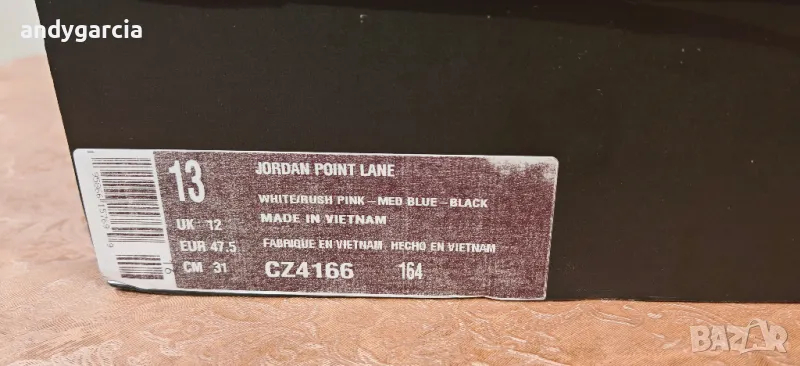 andygarcia
13 JORDAN POINT LANE
WHITE/RUSH PINK-MED BLUE-BLACK
UK 12 MADE IN VIETNAM
EUR 47.5 FABRIQUE EN VIETNAM, HECHO EN VIETNAM
CM 31 CZ4166 164
BAZAR